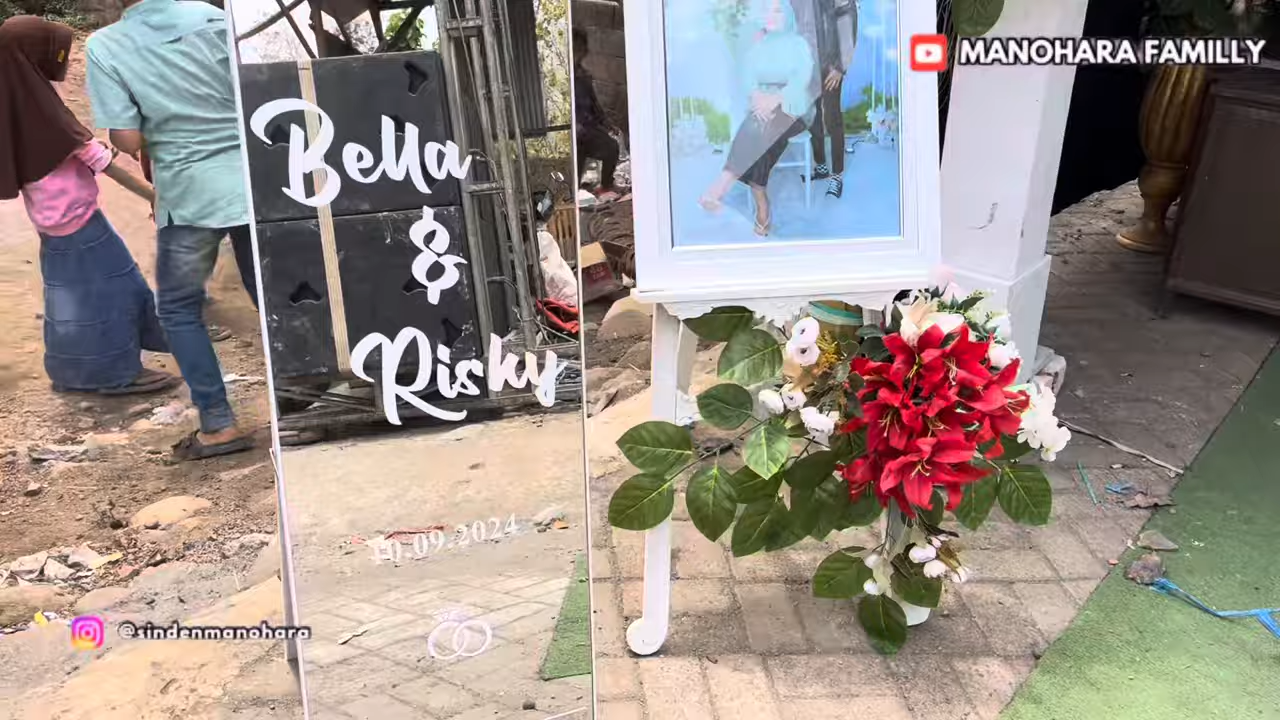 MANOHARA FAMILLY
Bella
&
Risky
10.09.2024
@sindenmanohara